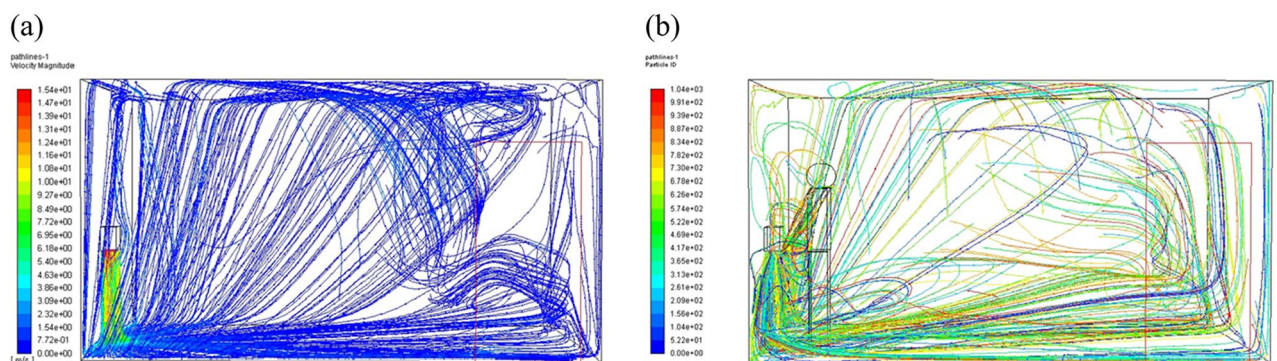 (a)
pathlines-1
Velocity Magnitude
1.54e+01
1.47e+01
1.39e+01
1.31e+01
1.24e+01
1.16e+01
1.08e+01
1.00e+01
9.27e+00
8.49e+00
7.72e+00
6.95e+00
6.18e+00
5.40e+00
4.63e+00
3.86e+00
3.09e+00
2.32e+00
1.54e+00
7.72e-01
0.00e+00
(b)
pathlines-1
Particle ID
1.04e+03
9.91e+02
9.39e+02
8.87e+02
8.34e+02
7.82e+02
7.30e+02
6.78e+02
6.26e+02
5.74e+02
5.22e+02
4.69e+02
4.17e+02
3.65e+02
3.13e+02
2.61e+02
2.09e+02
1.56e+02
1.04e+02
5.22e+01
0.00e+00